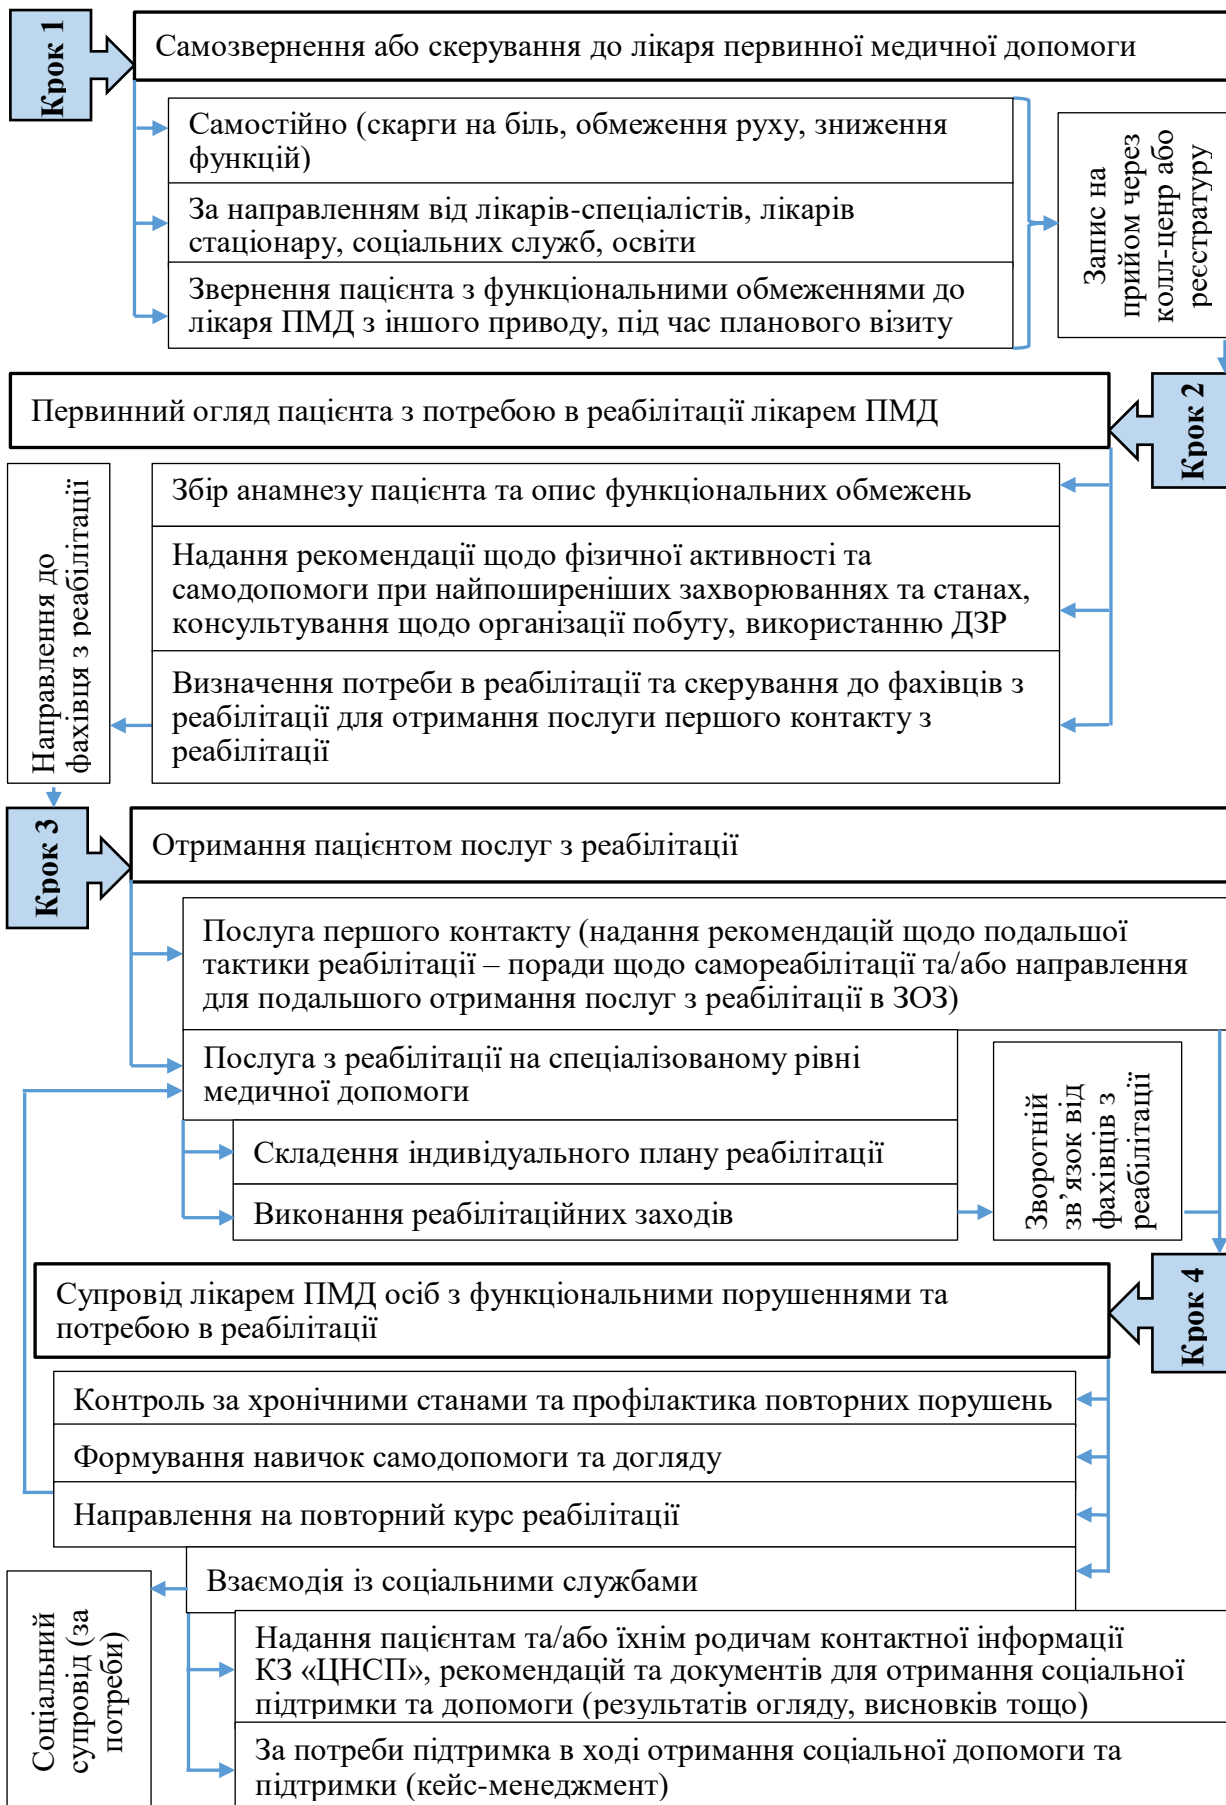 Крок 1
Самозвернення або скерування до лікаря первинної медичної допомоги
Самостійно (скарги на біль, обмеження руху, зниження
функцій)
За направленням від лікарів-спеціалістів, лікарів
стаціонару, соціальних служб, освіти
Звернення пацієнта з функціональними обмеженнями до
лікаря ПМД з іншого приводу, під час планового візиту
Запис на
прийом через
колл-ценр або
реєстратуру
Крок 2
Первинний огляд пацієнта з потребою в реабілітації лікарем ПМД
Збір анамнезу пацієнта та опис функціональних обмежень
Надання рекомендації щодо фізичної активності та
самодопомоги при найпоширеніших захворюваннях та станах,
консультування щодо організації побуту, використанню ДЗР
Визначення потреби в реабілітації та скерування до фахівців з
реабілітації для отримання послуги першого контакту з
реабілітації
Направлення до
фахівця з реабілітації
Крок 3
Отримання пацієнтом послуг з реабілітації
Послуга першого контакту (надання рекомендацій щодо подальшої
тактики реабілітації – поради щодо самореабілітації та/або направлення
для подальшого отримання послуг з реабілітації в ЗОЗ)
Послуга з реабілітації на спеціалізованому рівні
медичної допомоги
Складення індивідуального плану реабілітації
Виконання реабілітаційних заходів
Зворотній
зв’язок від
фахівців з
реабілітації
Крок 4
Супровід лікарем ПМД осіб з функціональними порушеннями та
потребою в реабілітації
Контроль за хронічними станами та профілактика повторних порушень
Формування навичок самодопомоги та догляду
Направлення на повторний курс реабілітації
Взаємодія із соціальними службами
Соціальний
супровід (за
потреби)
Надання пацієнтам та/або їхнім родичам контактної інформації
КЗ «ЦНСП», рекомендацій та документів для отримання соціальної
підтримки та допомоги (результатів огляду, висновків тощо)
За потреби підтримка в ході отримання соціальної допомоги та
підтримки (кейс-менеджмент)